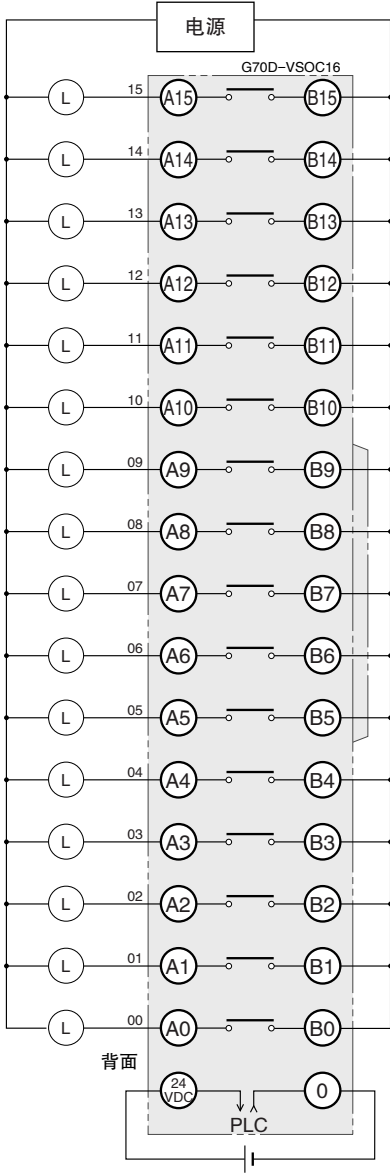 电源
G70D-VSOC16
L 15 A15 B15
L 14 A14 B14
L 13 A13 B13
L 12 A12 B12
L 11 A11 B11
L 10 A10 B10
L 09 A9 B9
L 08 A8 B8
L 07 A7 B7
L 06 A6 B6
L 05 A5 B5
L 04 A4 B4
L 03 A3 B3
L 02 A2 B2
L 01 A1 B1
L 00 A0 B0
背面
24 VDC 0
PLC